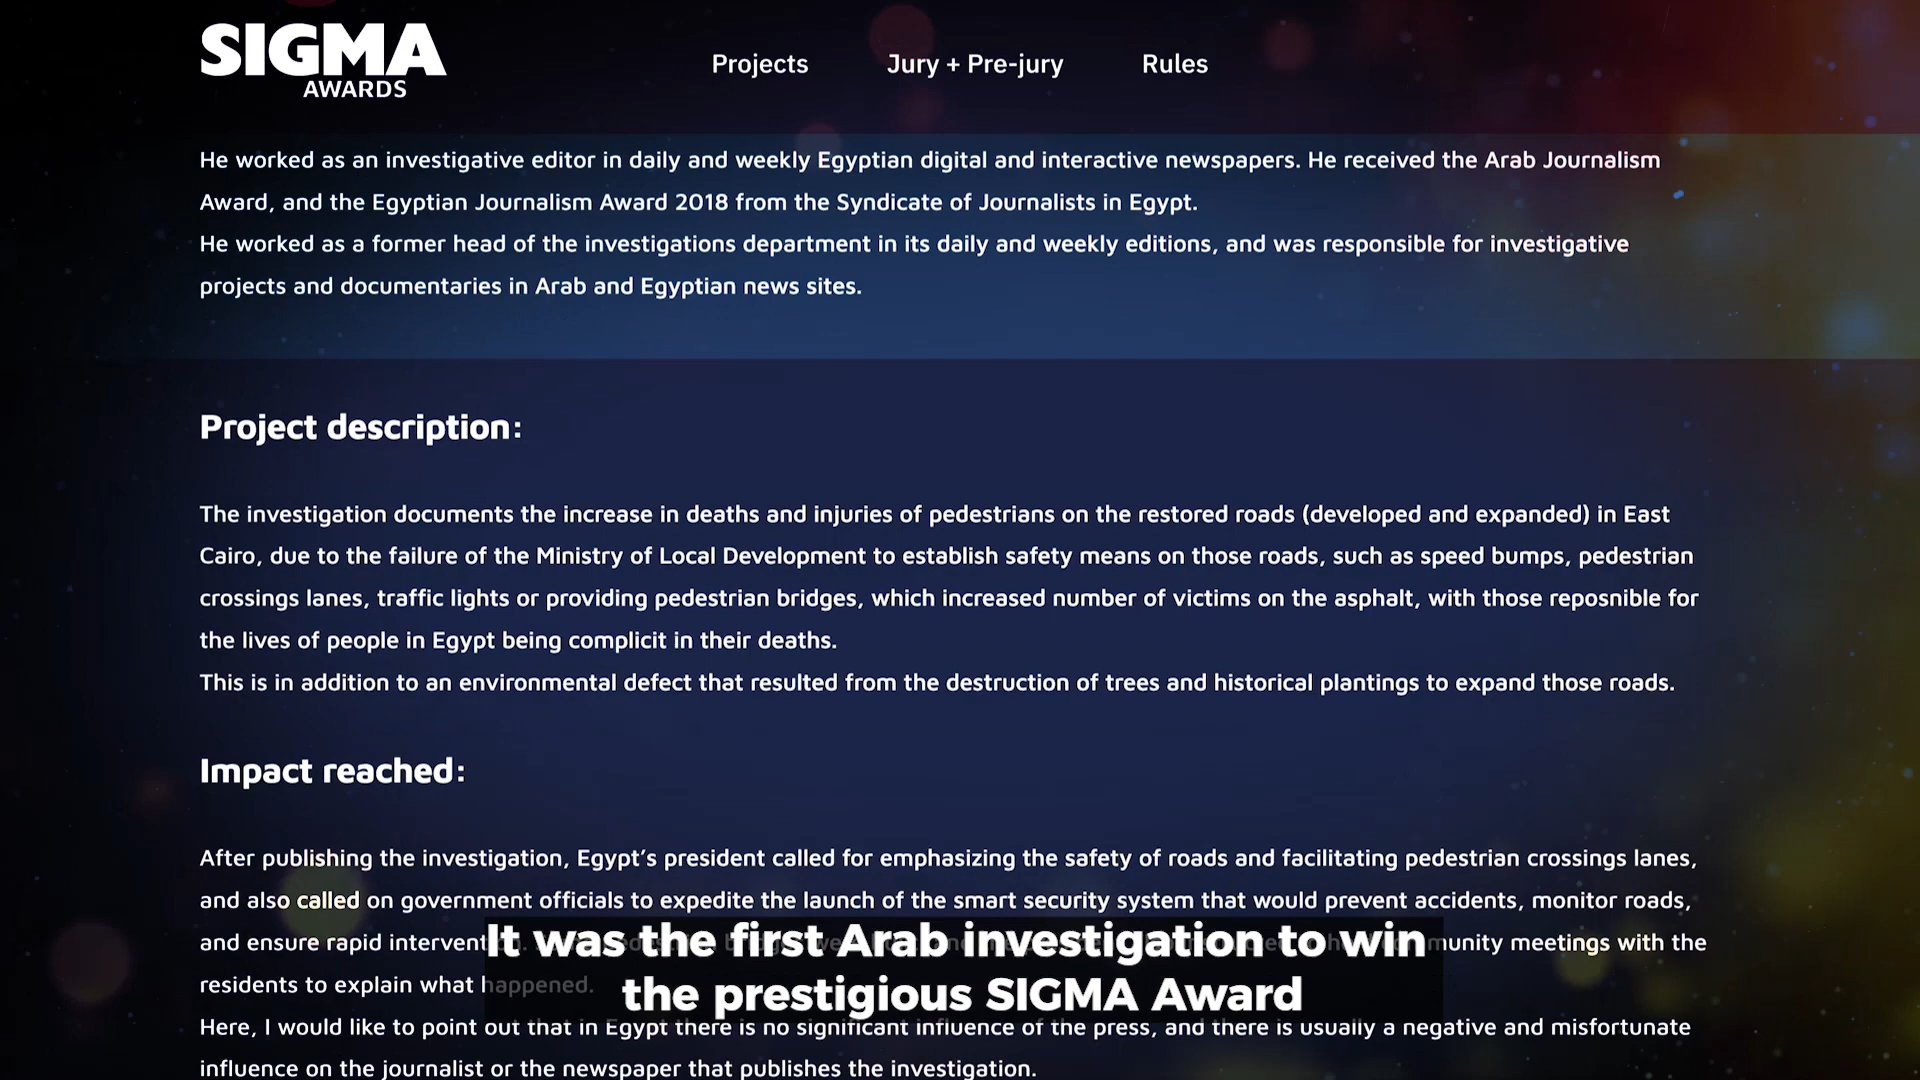 SIGMA
AWARDS
Projects
Jury + Pre-jury
Rules
He worked as an investigative editor in daily and weekly Egyptian digital and interactive newspapers. He received the Arab Journalism
Award, and the Egyptian Journalism Award 2018 from the Syndicate of Journalists in Egypt.
He worked as a former head of the investigations department in its daily and weekly editions, and was responsible for investigative
projects and documentaries in Arab and Egyptian news sites.
Project description:
The investigation documents the increase in deaths and injuries of pedestrians on the restored roads (developed and expanded) in East
Cairo, due to the failure of the Ministry of Local Development to establish safety means on those roads, such as speed bumps, pedestrian
crossings lanes, traffic lights or providing pedestrian bridges, which increased number of victims on the asphalt, with those reposnible for
the lives of people in Egypt being complicit in their deaths.
This is in addition to an environmental defect that resulted from the destruction of trees and historical plantings to expand those roads.
Impact reached:
After publishing the investigation, Egypt's president called for emphasizing the safety of roads and facilitating pedestrian crossings lanes,
and also called on government officials to expedite the launch of the smart security system that would prevent accidents, monitor roads,
and ensure rapid meetings with the
residents to explain what happened.
Here, I would like to point out that in Egypt there is no significant influence of the press, and there is usually a negative and misfortunate
influence on the journalist or the newspaper that publishes the investigation.
It was the first Arab investigation to win
the prestigious SIGMA Award